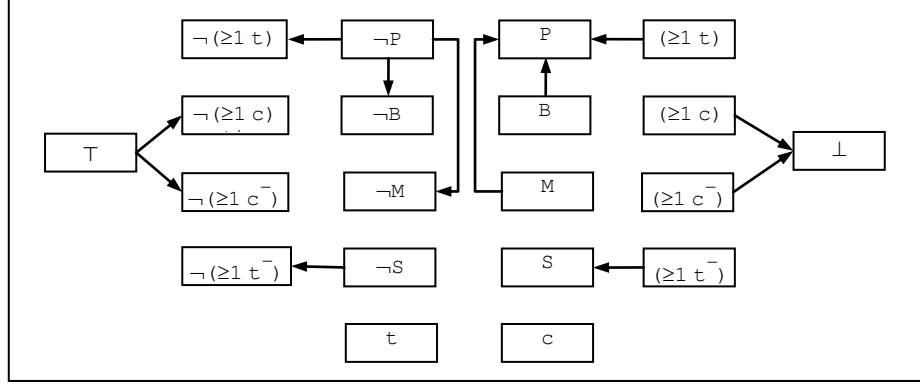 ¬(≥1 t)
¬P
P
(≥1 t)
¬(≥1 c)
¬B
B
(≥1 c)
⊤
⊥
¬(≥1 c⁻)
¬M
M
(≥1 c⁻)
¬(≥1 t⁻)
¬S
S
(≥1 t⁻)
t
c